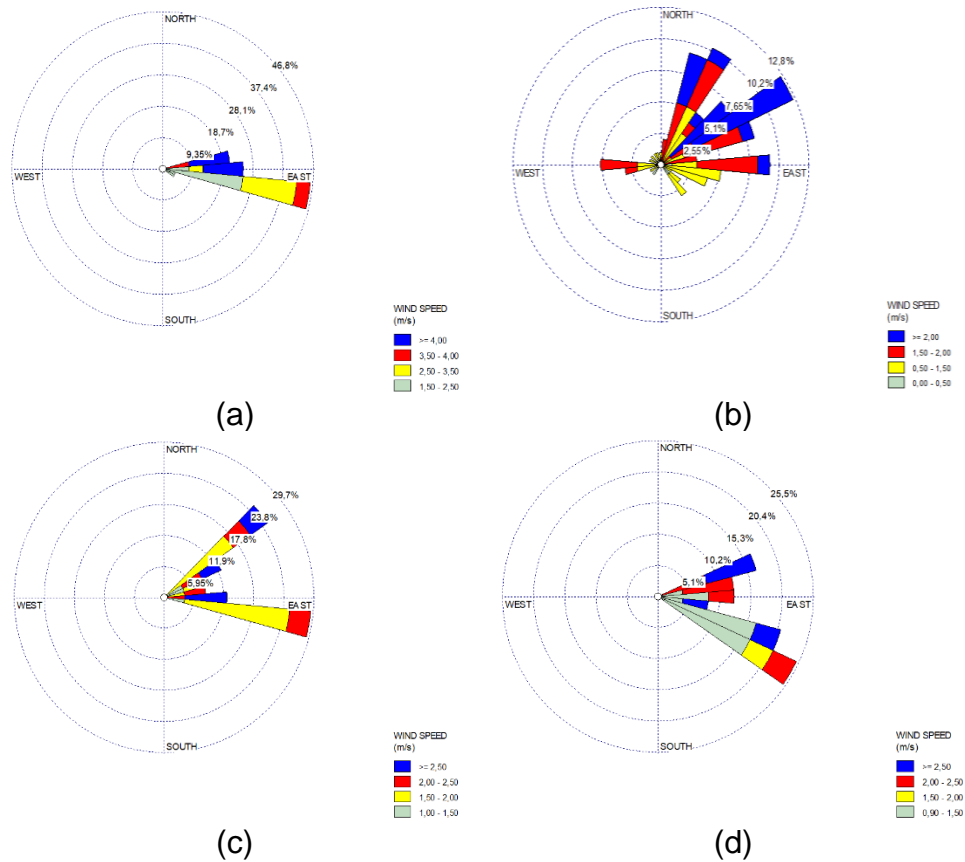 NORTH
46,8%
37,4%
28,1%
18,7%
9,35%
WEST
EAST
SOUTH
WIND SPEED
(m/s)
>= 4,00
3,50 - 4,00
2,50 - 3,50
1,50 - 2,50
(a)
NORTH
12,8%
10,2%
7,65%
5,1%
2,55%
WEST
EAST
SOUTH
WIND SPEED
(m/s)
>= 2,00
1,50 - 2,00
0,50 - 1,50
0,00 - 0,50
(b)
NORTH
29,7%
23,8%
17,8%
11,9%
5,95%
WEST
EAST
SOUTH
WIND SPEED
(m/s)
>= 2,50
2,00 - 2,50
1,50 - 2,00
1,00 - 1,50
(c)
NORTH
25,5%
20,4%
15,3%
10,2%
5,1%
WEST
EAST
SOUTH
WIND SPEED
(m/s)
>= 2,50
2,00 - 2,50
1,50 - 2,00
0,90 - 1,50
(d)